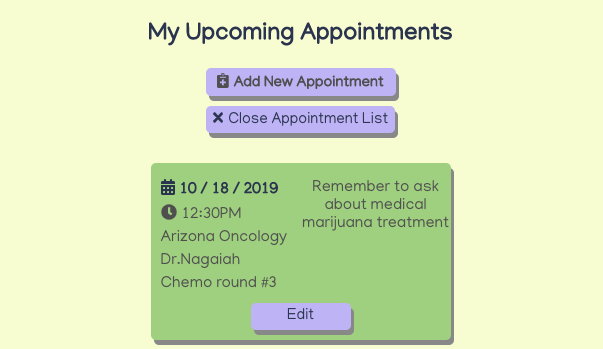 My Upcoming Appointments
Add New Appointment
Close Appointment List
10 / 18 / 2019
12:30PM
Arizona Oncology
Dr.Nagaiah
Chemo round #3
Remember to ask
about medical
marijuana treatment
Edit